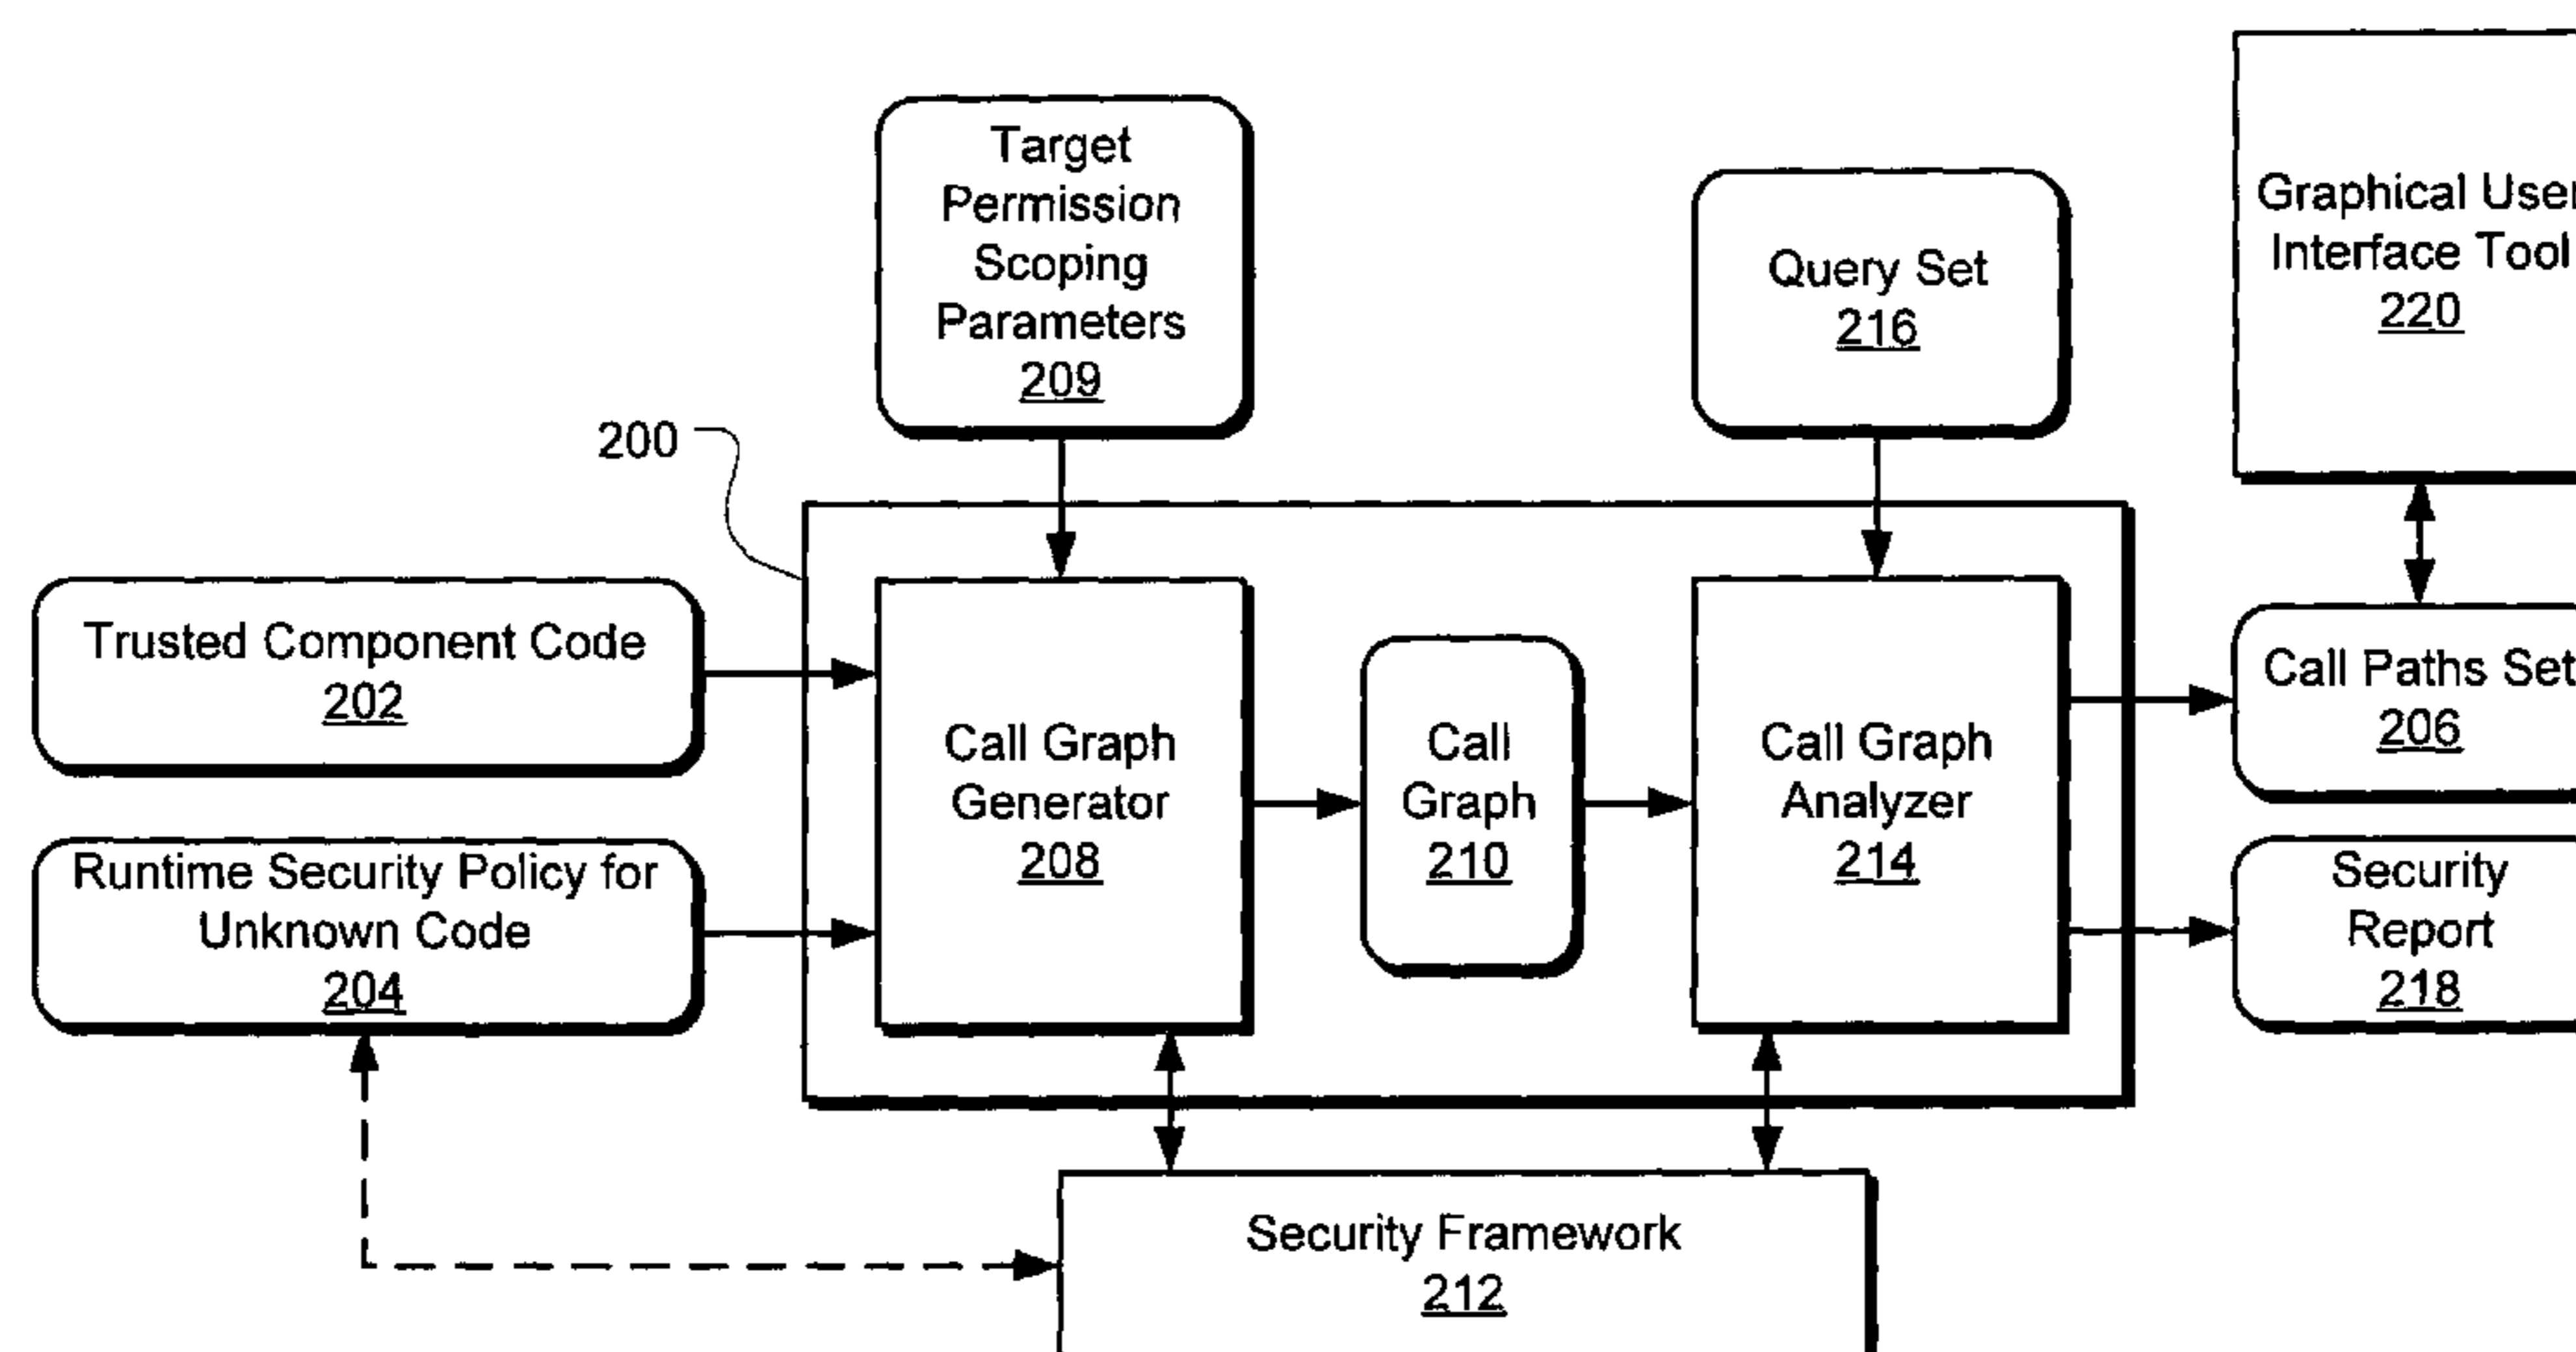 Target
Permission
Scoping
Parameters
209
Query Set
216
Graphical User
Interface Tool
220
200
Trusted Component Code
202
Runtime Security Policy for
Unknown Code
204
Call Graph
Generator
208
Call
Graph
210
Call Graph
Analyzer
214
Call Paths Set
206
Security
Report
218
Security Framework
212